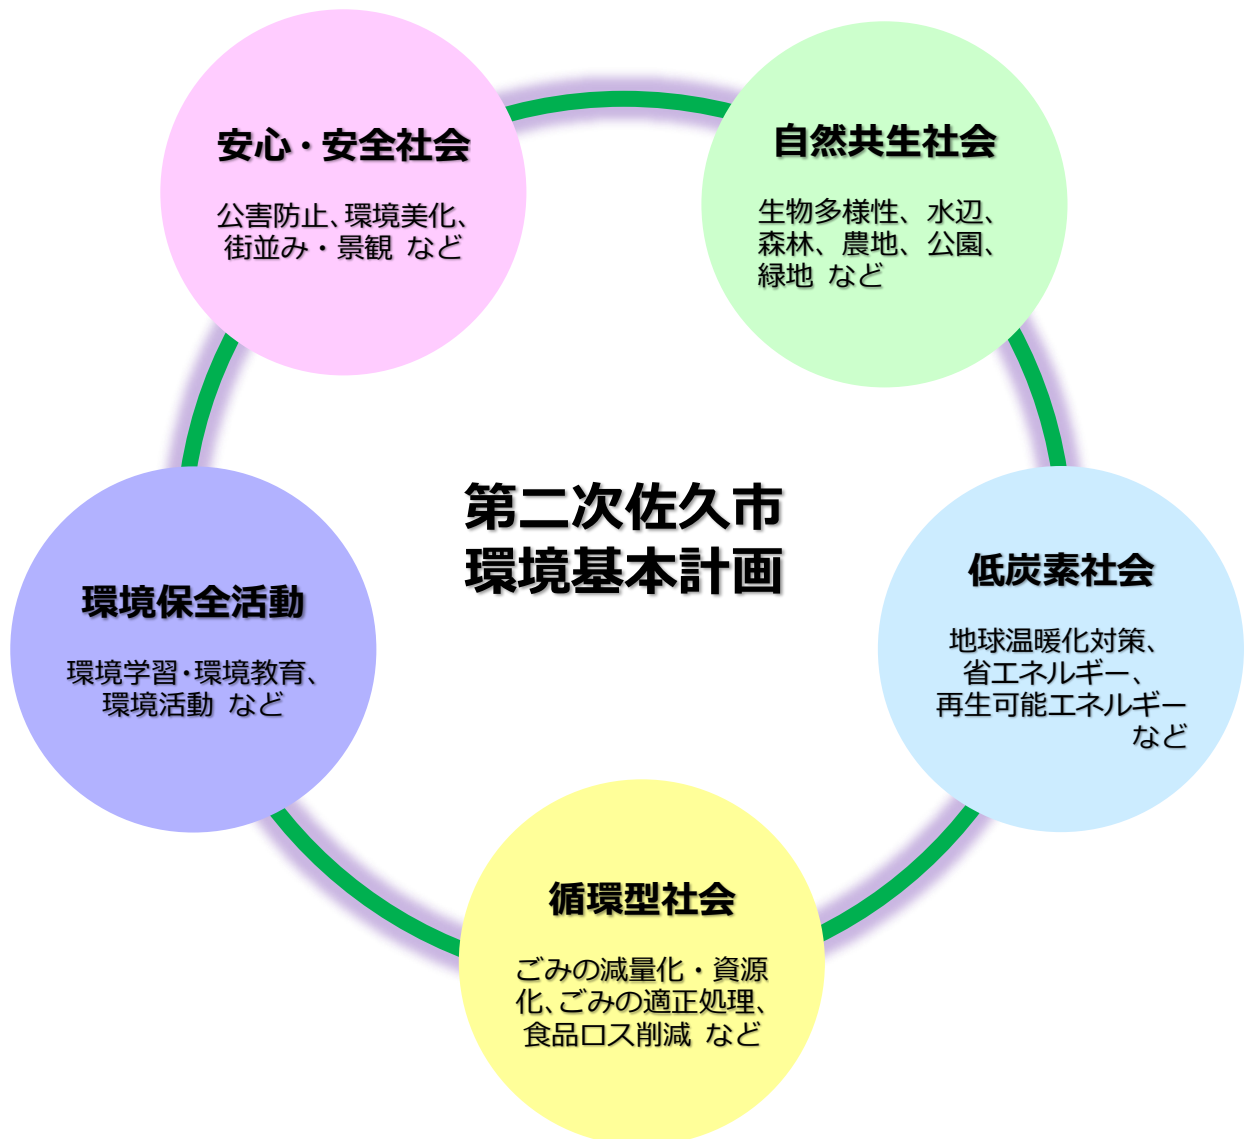 安心・安全社会
公害防止、環境美化、
街並み・景観 など
自然共生社会
生物多様性、水辺、
森林、農地、公園、
緑地 など
第二次佐久市
環境基本計画
環境保全活動
環境学習・環境教育、
環境活動 など
低炭素社会
地球温暖化対策、
省エネルギー、
再生可能エネルギー
など
循環型社会
ごみの減量化・資源
化、ごみの適正処理、
食品ロス削減 など